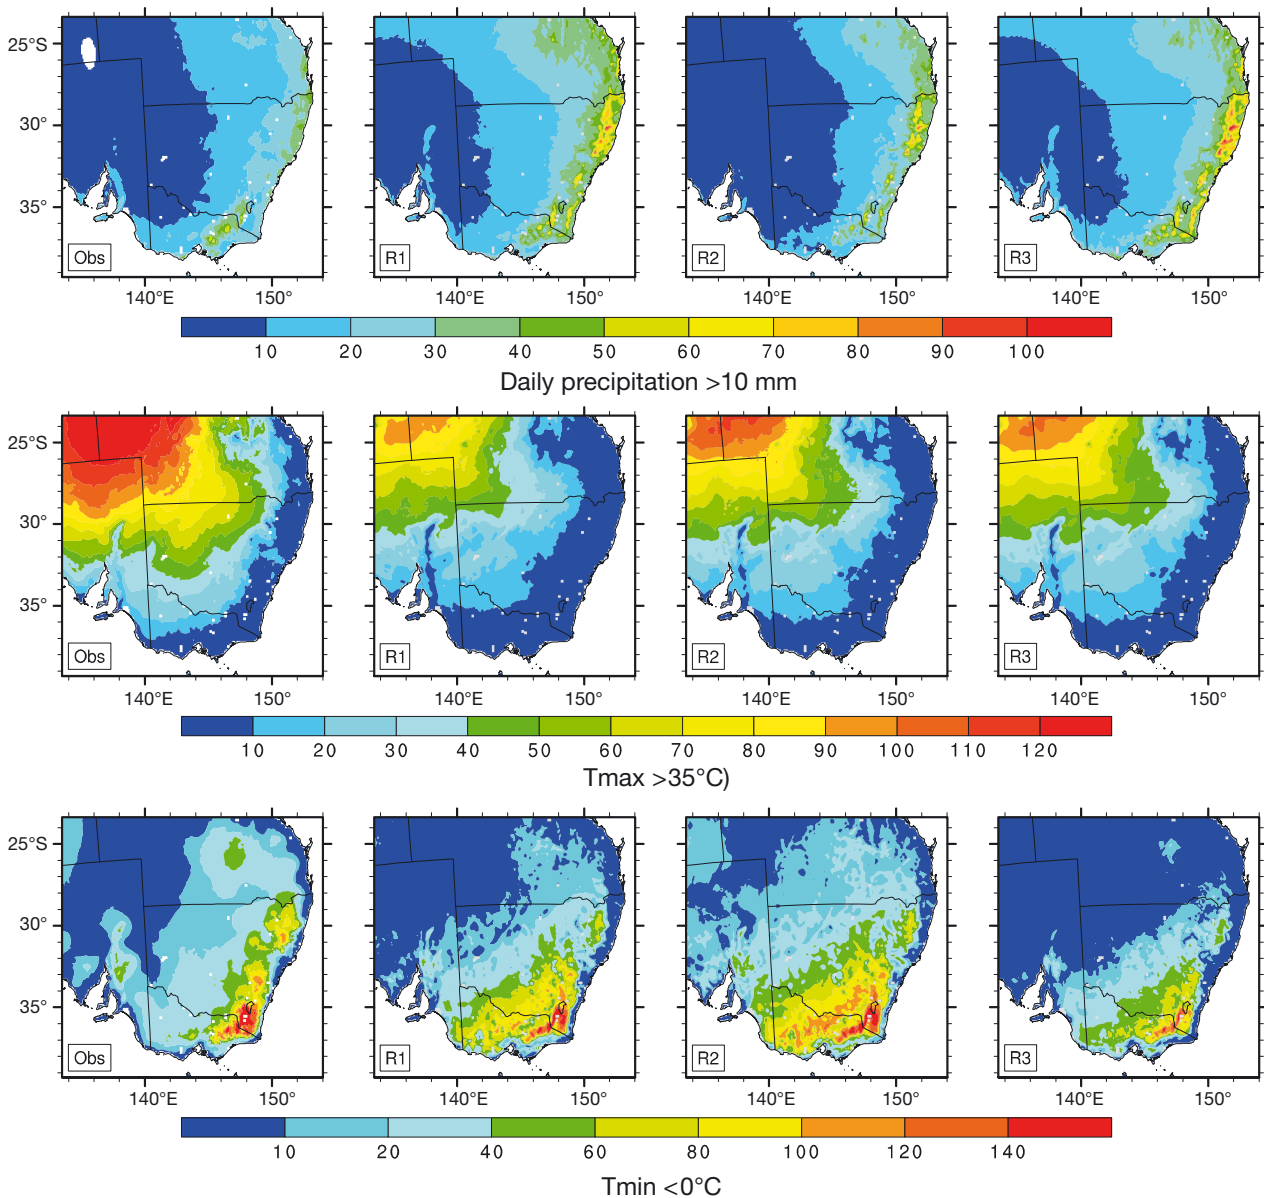 25°S
30°
35°
Obs
R1
R2
R3
140°E 150° 140°E 150° 140°E 150° 140°E 150°
10 20 30 40 50 60 70 80 90 100
Daily precipitation >10 mm
25°S
30°
35°
Obs
R1
R2
R3
140°E 150° 140°E 150° 140°E 150° 140°E 150°
10 20 30 40 50 60 70 80 90 100 110 120
Tmax >35°C)
25°S
30°
35°
Obs
R1
R2
R3
140°E 150° 140°E 150° 140°E 150° 140°E 150°
10 20 40 60 80 100 120 140
Tmin <0°C